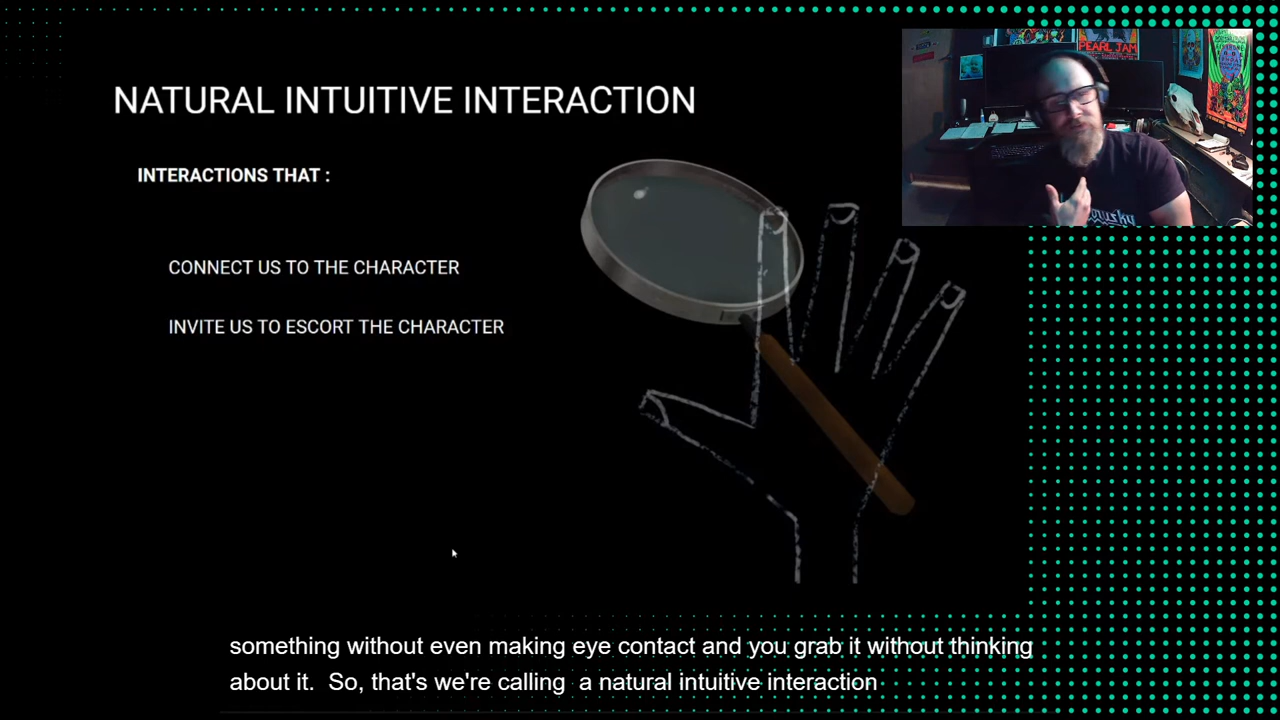 NATURAL INTUITIVE INTERACTION
PEARL JAM
INTERACTIONS THAT :
CONNECT US TO THE CHARACTER
INVITE US TO ESCORT THE CHARACTER
something without even making eye contact and you grab it without thinking
about it.  So, that's we're calling  a natural intuitive interaction